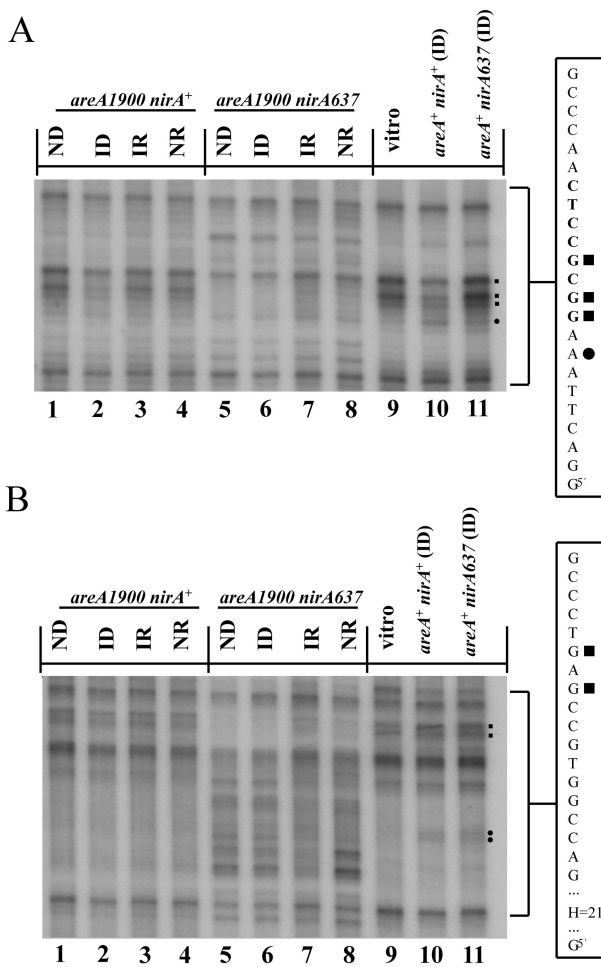 A
areA1900 nirA+
areA1900 nirA637
ND
ID
IR
NR
ND
ID
IR
NR
vitro
areA+ nirA+ (ID)
areA+ nirA637 (ID)
1 2 3 4 5 6 7 8 9 10 11
G
C
C
C
A
A
C
T
C
C
G ■
C
G ■
G ■
A
A ●
A
T
T
C
A
G
G5´
B
areA1900 nirA+
areA1900 nirA637
ND
ID
IR
NR
ND
ID
IR
NR
vitro
areA+ nirA+ (ID)
areA+ nirA637 (ID)
1 2 3 4 5 6 7 8 9 10 11
G
C
C
C
T
G ■
A
G ■
C
C
G
T
G
G
C
C
A
G
...
H=21
...
G5´